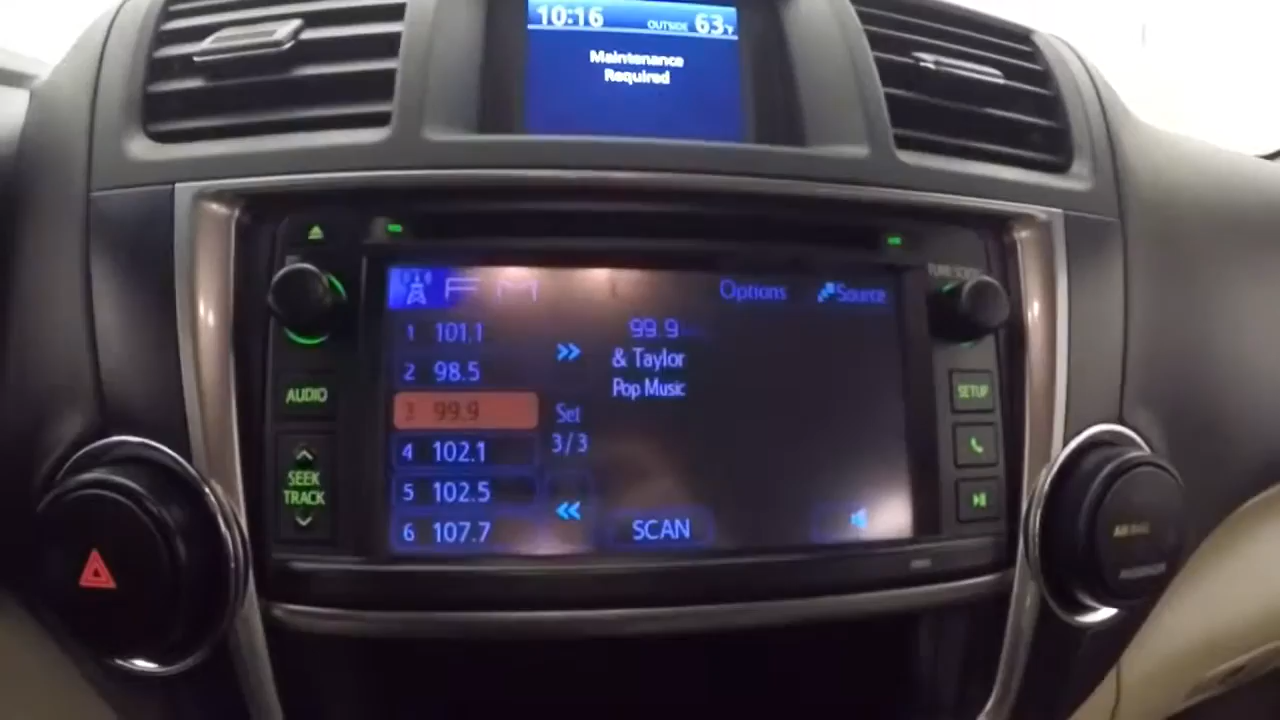 10:16
OUTSIDE 63°F
Maintenance
Required
FM
Options
Source
1 101.1
2 98.5
3 99.9
4 102.1
5 102.5
6 107.7
Set
3/3
99.9
& Taylor
Pop Music
SCAN
AUDIO
SEEK
TRACK
SETUP
AIR BAG